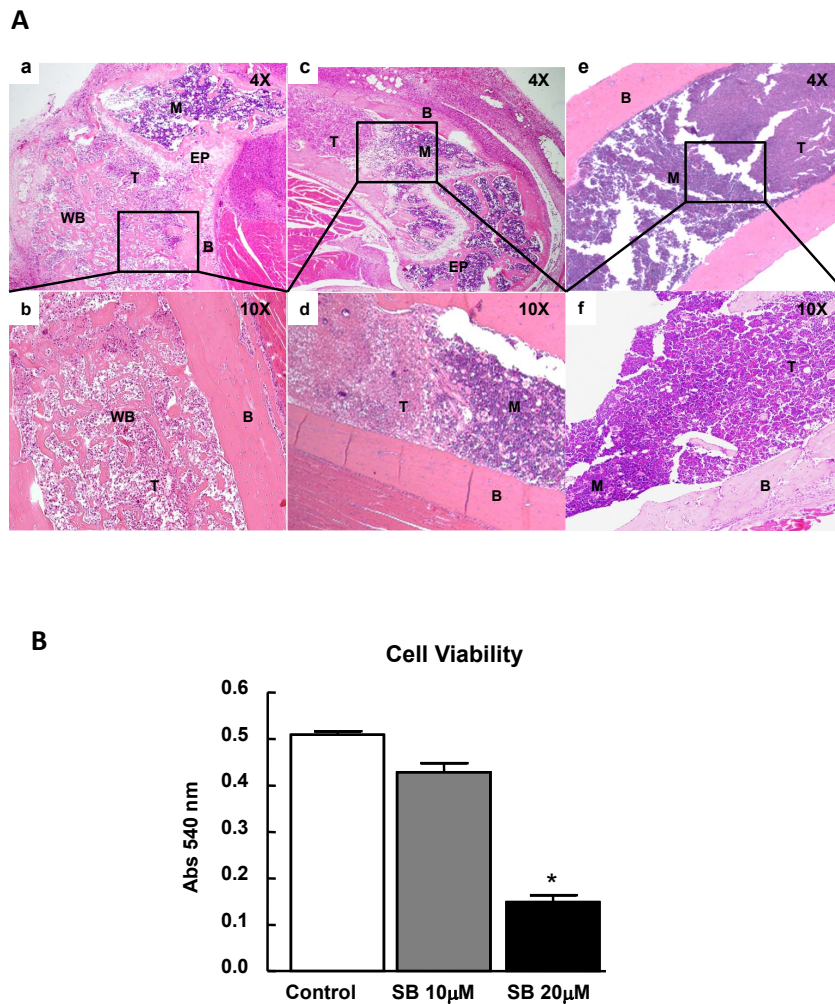 A
a
4X
M
EP
T
WB
B
c
4X
B
T
M
EP
e
4X
B
T
M
b
10X
WB
B
T
d
10X
T
M
B
f
10X
T
M
B
B
Cell Viability
Abs 540 nm
0.6
0.5
0.4
0.3
0.2
0.1
0.0
*
Control SB 10µM SB 20µM